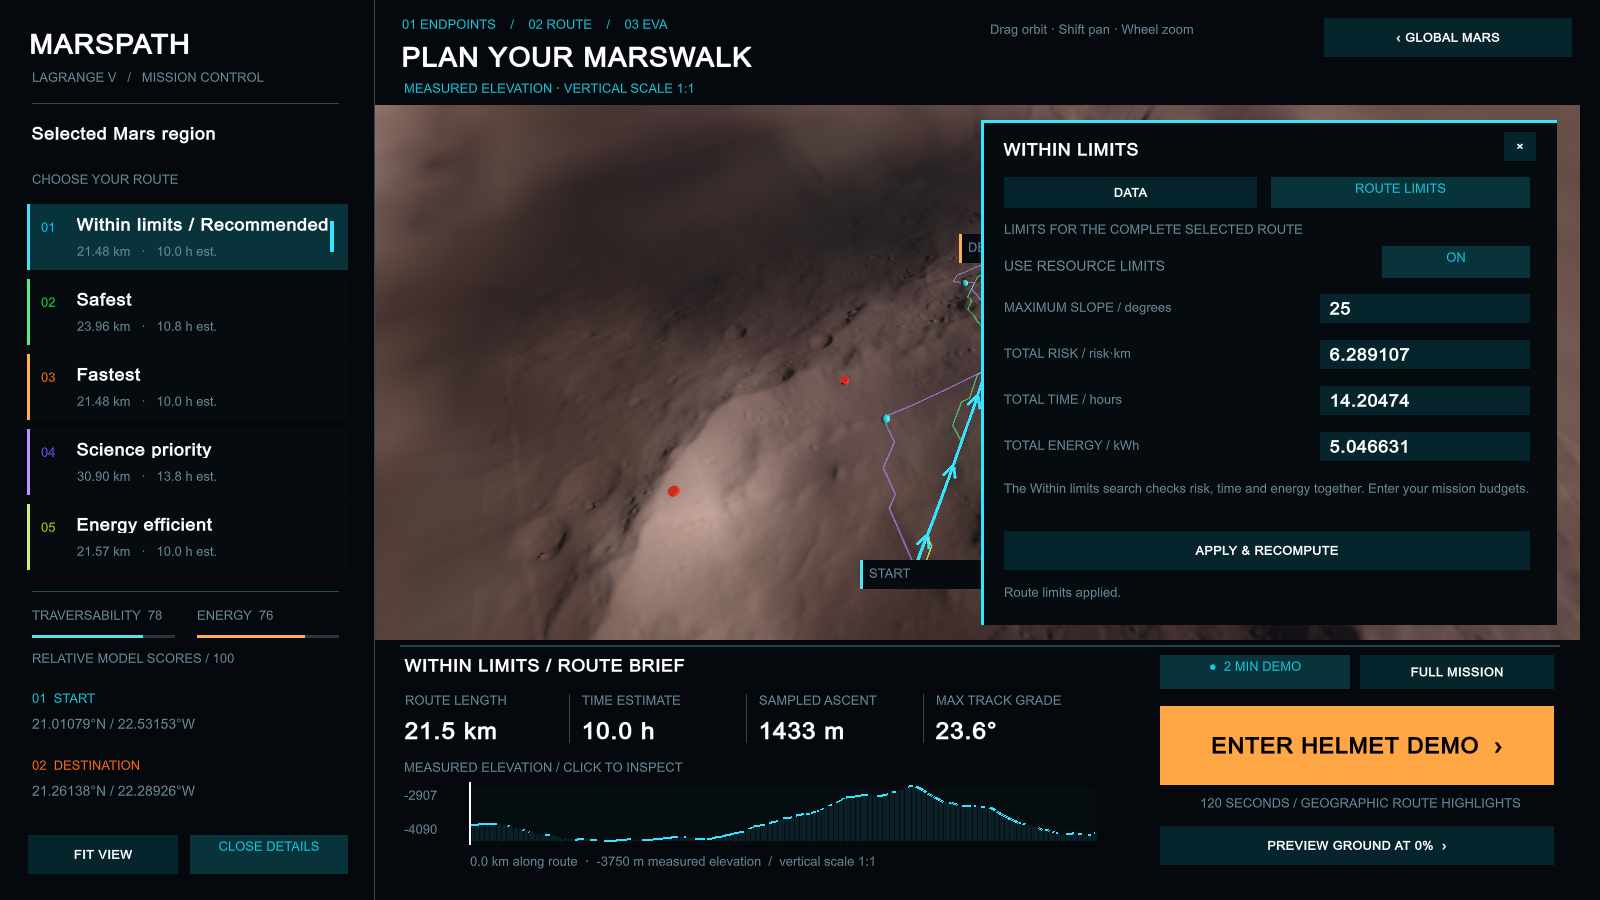 MARSPATH
LAGRANGE V / MISSION CONTROL
Selected Mars region
CHOOSE YOUR ROUTE
01 Within limits / Recommended
21.48 km · 10.0 h est.
02 Safest
23.96 km · 10.8 h est.
03 Fastest
21.48 km · 10.0 h est.
04 Science priority
30.90 km · 13.8 h est.
05 Energy efficient
21.57 km · 10.0 h est.
TRAVERSABILITY 78 ENERGY 76
RELATIVE MODEL SCORES / 100
01 START
21.01079°N / 22.53153°W
02 DESTINATION
21.26138°N / 22.28926°W
FIT VIEW CLOSE DETAILS
01 ENDPOINTS / 02 ROUTE / 03 EVA
PLAN YOUR MARSWALK
MEASURED ELEVATION · VERTICAL SCALE 1:1
Drag orbit · Shift pan · Wheel zoom
‹ GLOBAL MARS
DE
START
WITHIN LIMITS ×
DATA ROUTE LIMITS
LIMITS FOR THE COMPLETE SELECTED ROUTE
USE RESOURCE LIMITS ON
MAXIMUM SLOPE / degrees 25
TOTAL RISK / risk·km 6.289107
TOTAL TIME / hours 14.20474
TOTAL ENERGY / kWh 5.046631
The Within limits search checks risk, time and energy together. Enter your mission budgets.
APPLY & RECOMPUTE
Route limits applied.
WITHIN LIMITS / ROUTE BRIEF
ROUTE LENGTH TIME ESTIMATE SAMPLED ASCENT MAX TRACK GRADE
21.5 km 10.0 h 1433 m 23.6°
MEASURED ELEVATION / CLICK TO INSPECT
-2907
-4090
0.0 km along route · -3750 m measured elevation / vertical scale 1:1
● 2 MIN DEMO FULL MISSION
ENTER HELMET DEMO ›
120 SECONDS / GEOGRAPHIC ROUTE HIGHLIGHTS
PREVIEW GROUND AT 0% ›